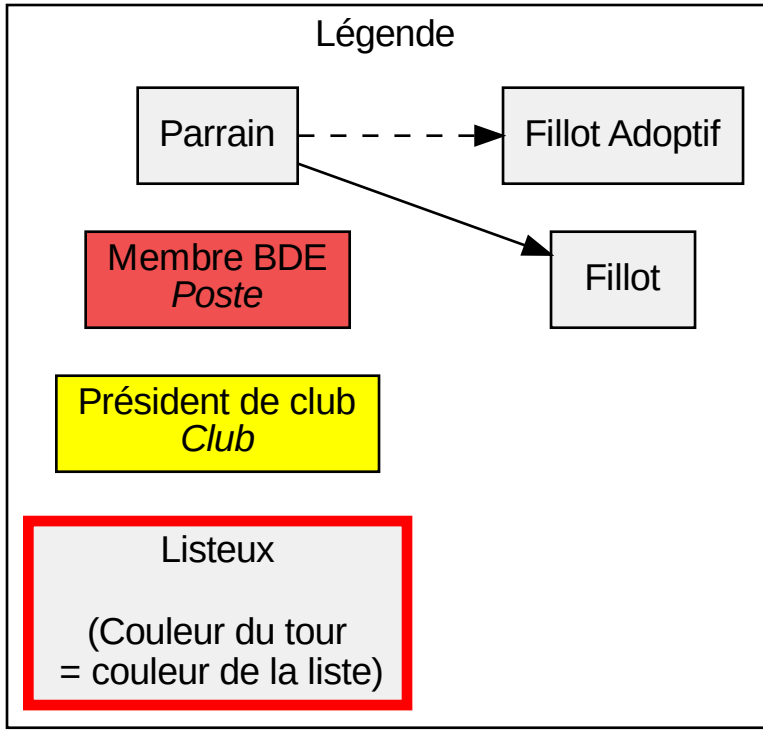 Légende
Parrain
Fillot Adoptif
Membre BDE
Poste
Fillot
Président de club
Club
Listeux
(Couleur du tour
= couleur de la liste)